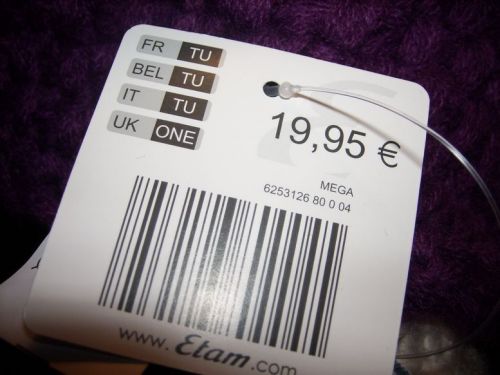 FR TU
BEL TU
IT TU
UK ONE
19,95 €
MEGA
6253126 80 0 04
www.Etam.com